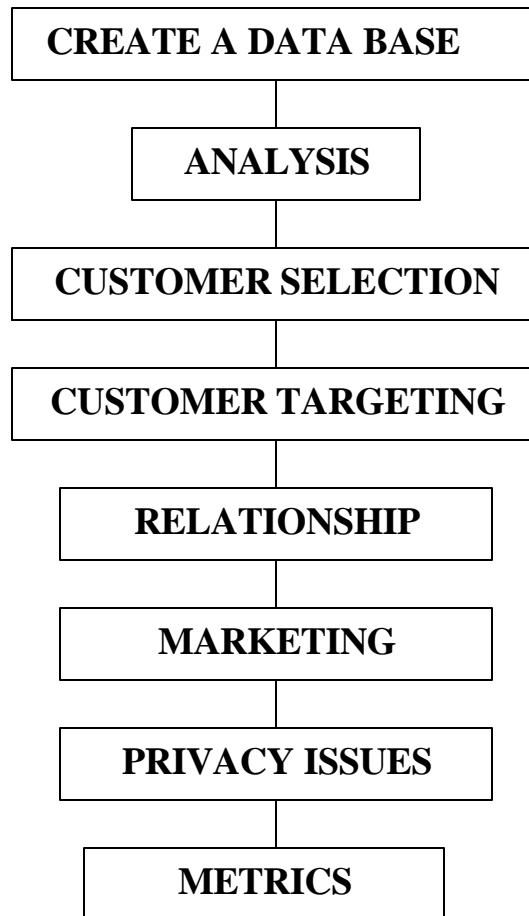 CREATE A DATA BASE
ANALYSIS
CUSTOMER SELECTION
CUSTOMER TARGETING
RELATIONSHIP
MARKETING
PRIVACY ISSUES
METRICS